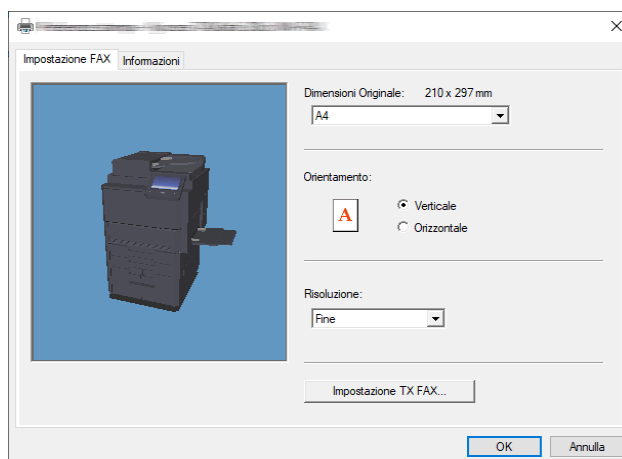 Impostazione FAX
Informazioni
Dimensioni Originale: 210 x 297 mm
A4
Orientamento:
A
Verticale
Orizzontale
Risoluzione:
Fine
Impostazione TX FAX...
OK
Annulla